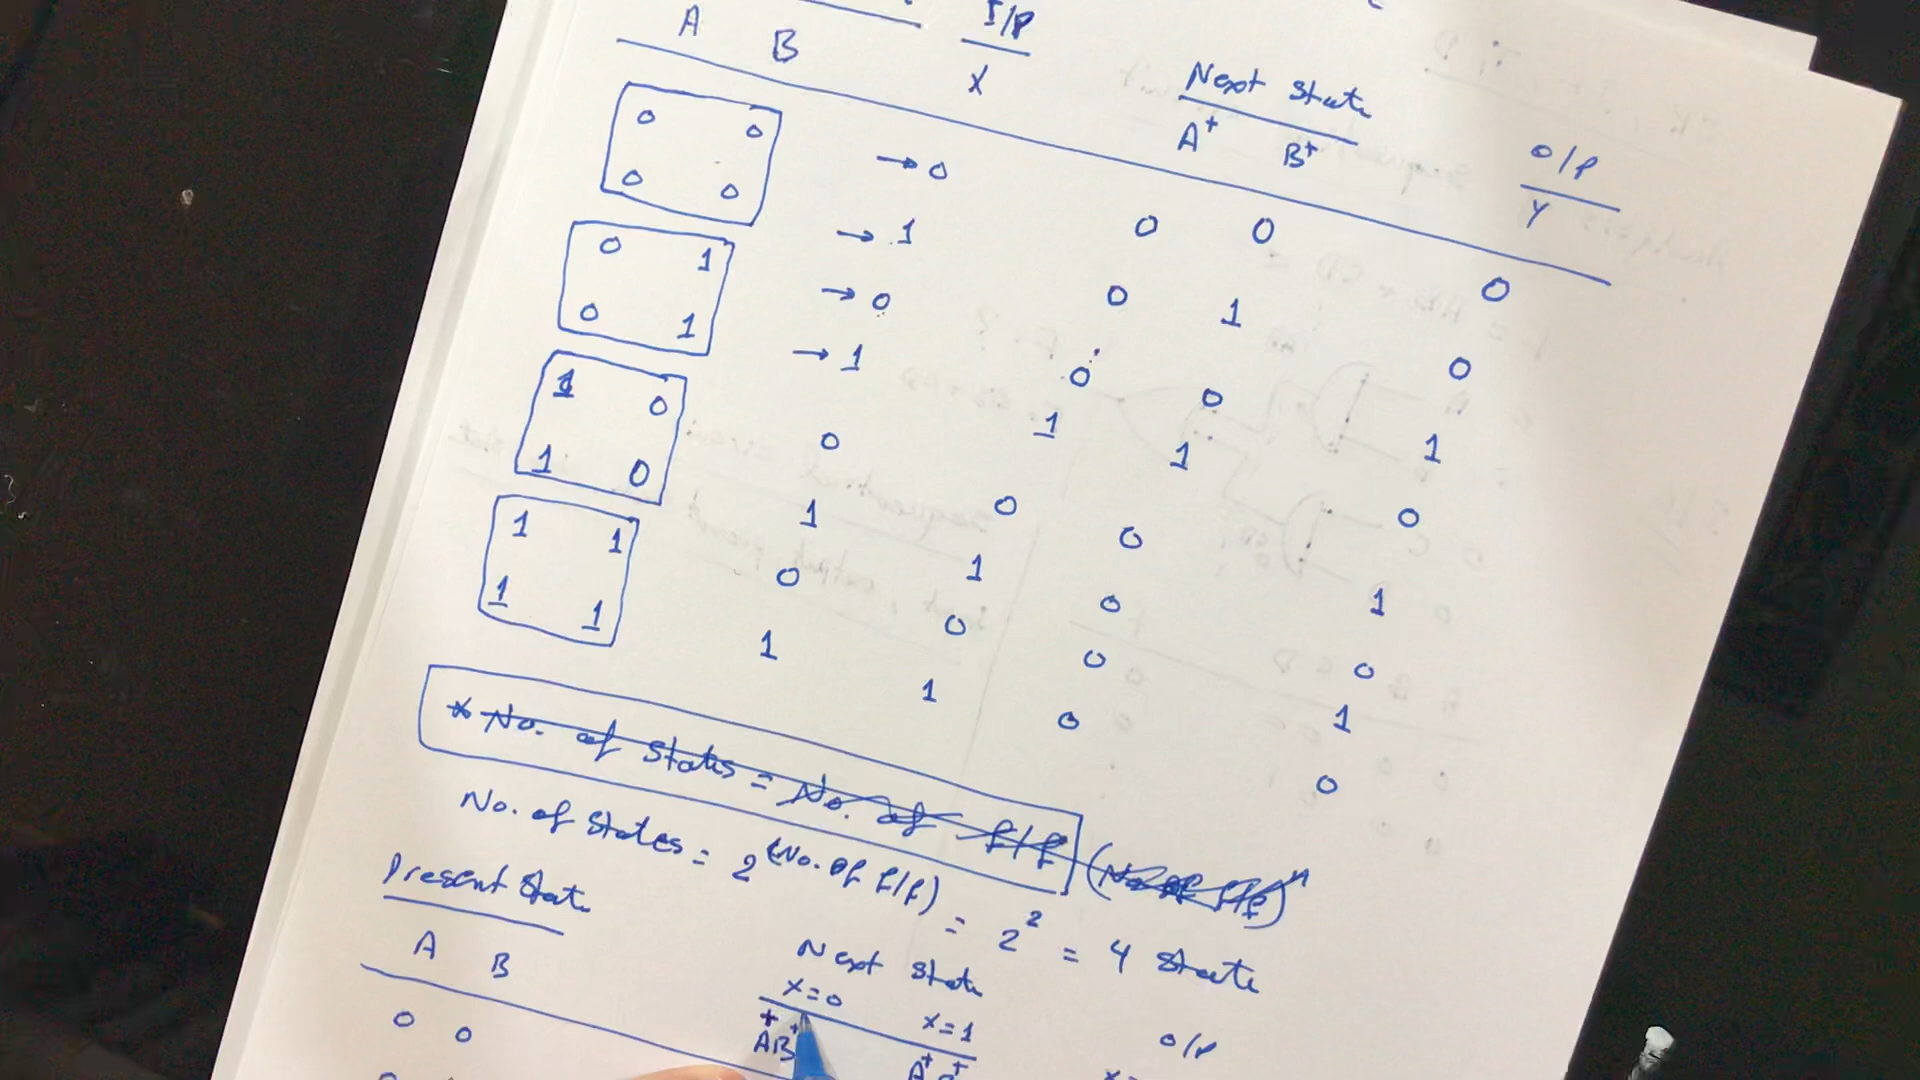 A B I/P Next State
X A+ B+ O/P
Y
0 0 → 0 0 0 0
0 0 → 1 0 1 0
0 1 → 0 0 0 1
0 1 → 1 1 1 0
1 0 0 0 0 1
1 0 1 1 0 0
1 1 0 0 0 1
1 1 1 1 0 0
* No. of States = No. of f/f
No. of States = 2^(No. of f/f) = 2^2 = 4 State
Present State
A B
Next State
x=0 x=1 O/P
A+B+ A+B+ x=
0 0